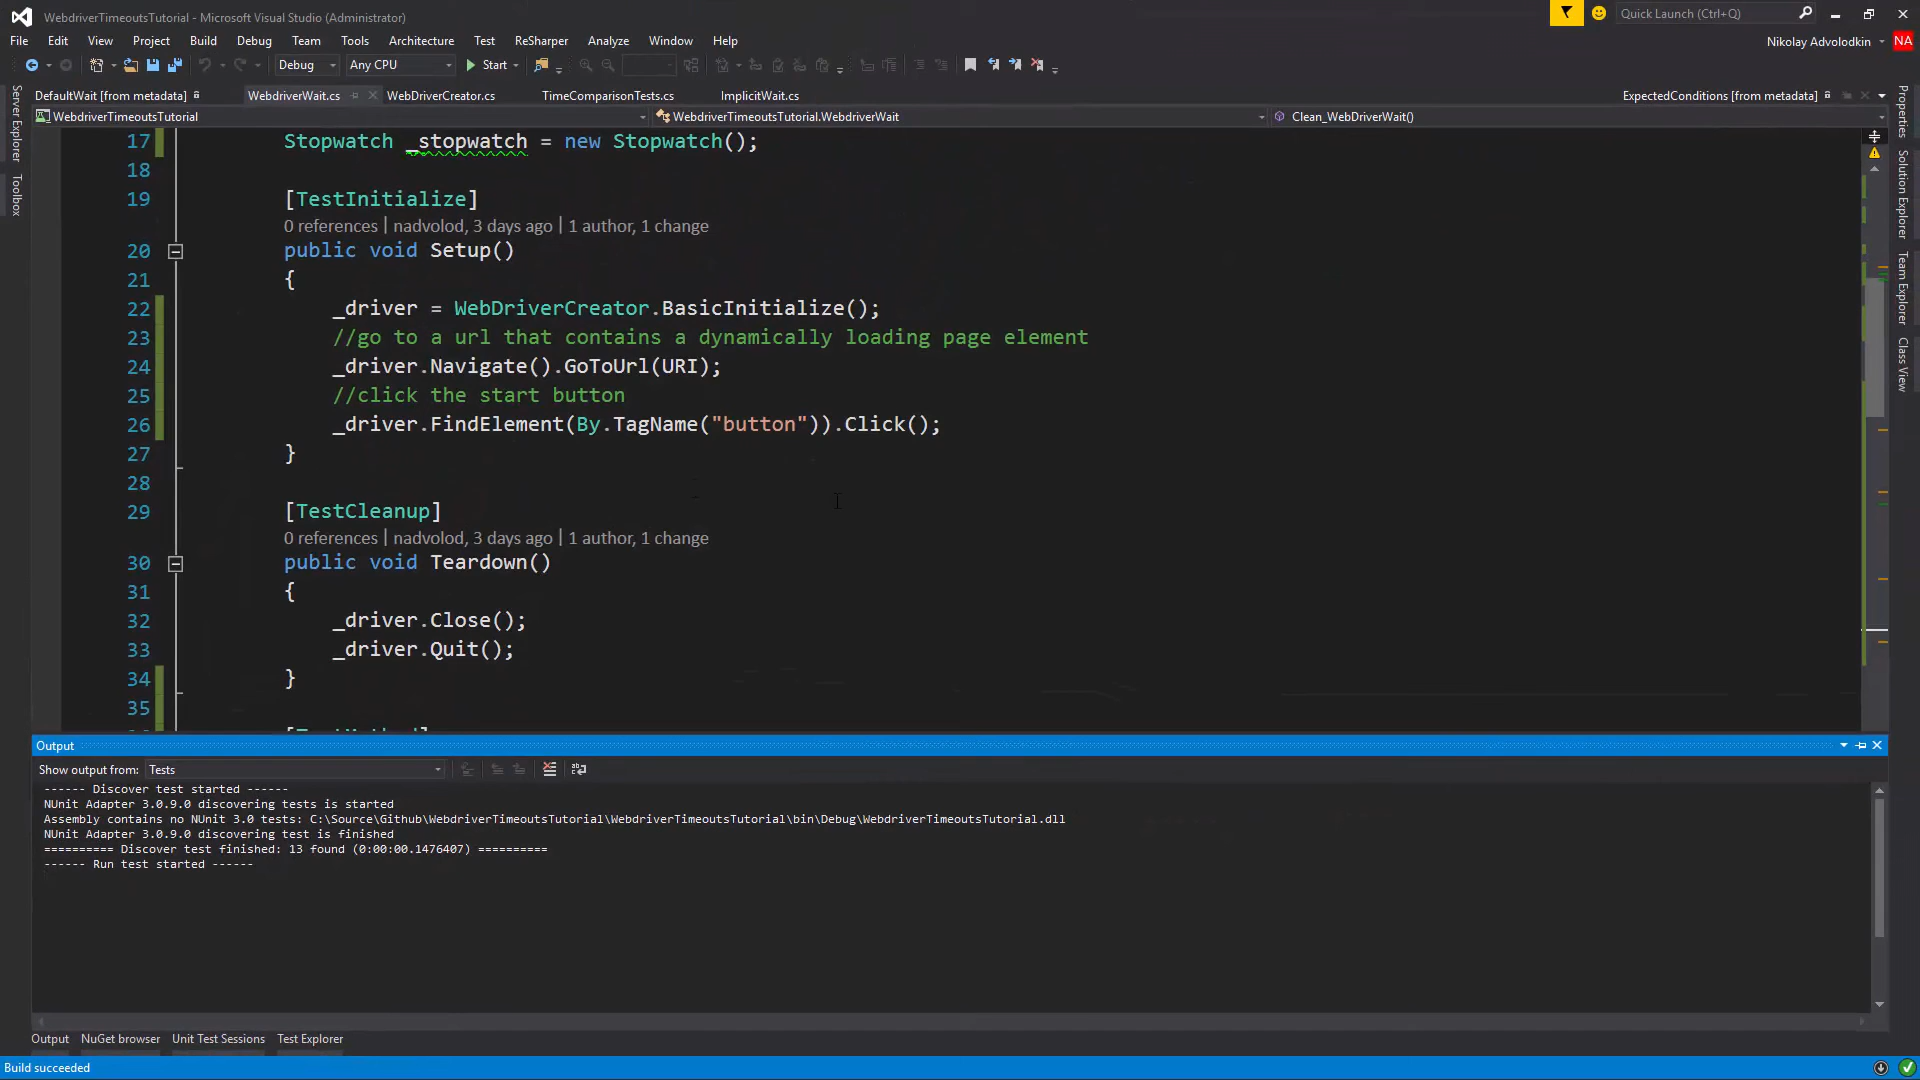 WebdriverTimeoutsTutorial - Microsoft Visual Studio (Administrator)
Quick Launch (Ctrl+Q)
File Edit View Project Build Debug Team Tools Architecture Test ReSharper Analyze Window Help
Nikolay Advolodkin NA
Debug Any CPU Start
DefaultWait [from metadata] WebdriverWait.cs WebDriverCreator.cs TimeComparisonTests.cs ImplicitWait.cs ExpectedConditions [from metadata]
WebdriverTimeoutsTutorial WebdriverTimeoutsTutorial.WebdriverWait Clean_WebDriverWait()
Server Explorer
Toolbox
Properties
Solution Explorer
Team Explorer
Class View
17 Stopwatch _stopwatch = new Stopwatch();
18
19 [TestInitialize]
0 references | nadvolod, 3 days ago | 1 author, 1 change
20 public void Setup()
21 {
22 _driver = WebDriverCreator.BasicInitialize();
23 //go to a url that contains a dynamically loading page element
24 _driver.Navigate().GoToUrl(URI);
25 //click the start button
26 _driver.FindElement(By.TagName("button")).Click();
27 }
28
29 [TestCleanup]
0 references | nadvolod, 3 days ago | 1 author, 1 change
30 public void Teardown()
31 {
32 _driver.Close();
33 _driver.Quit();
34 }
35
Output
Show output from: Tests
------ Discover test started ------
NUnit Adapter 3.0.9.0 discovering tests is started
Assembly contains no NUnit 3.0 tests: C:\Source\Github\WebdriverTimeoutsTutorial\WebdriverTimeoutsTutorial\bin\Debug\WebdriverTimeoutsTutorial.dll
NUnit Adapter 3.0.9.0 discovering test is finished
========== Discover test finished: 13 found (0:00:00.1476407) ==========
------ Run test started ------
Output NuGet browser Unit Test Sessions Test Explorer
Build succeeded